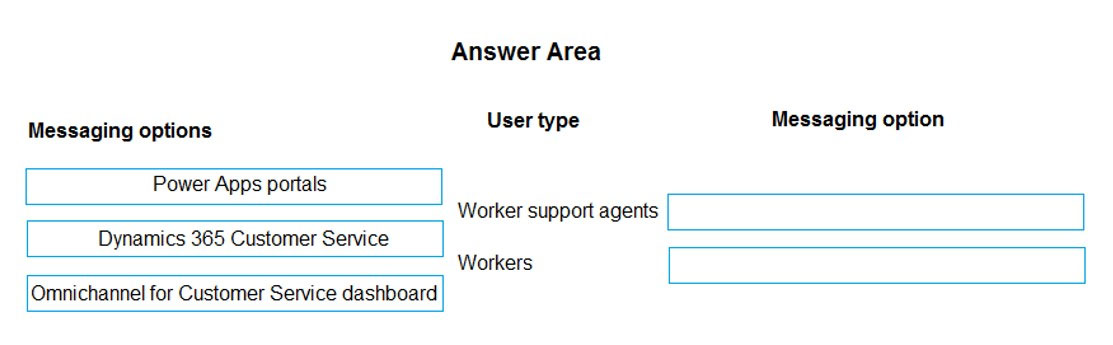 Answer Area
Messaging options
User type
Messaging option
Power Apps portals
Dynamics 365 Customer Service
Omnichannel for Customer Service dashboard
Worker support agents
Workers